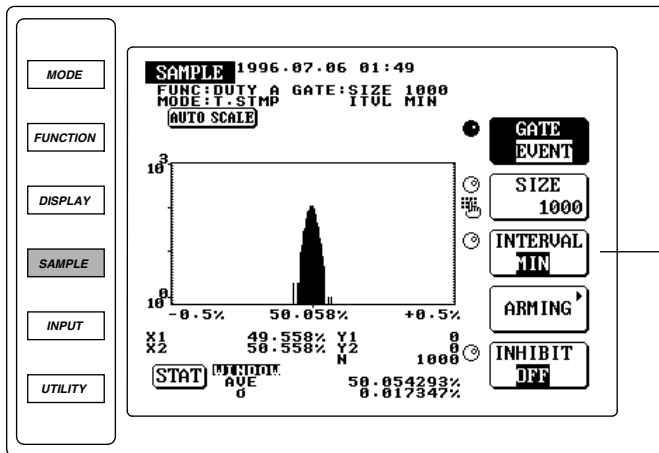 MODE
FUNCTION
DISPLAY
SAMPLE
INPUT
UTILITY
SAMPLE 1996.07.06 01:49
FUNC:DUTY A GATE:SIZE 1000
MODE:T.STMP ITVL MIN
AUTO SCALE
10³
10⁰
-0.5% 50.058% +0.5%
X1 49.558% Y1 0
X2 50.558% Y2 0
N 1000
STAT WINDOW
AVE 50.054293%
σ 0.017347%
GATE
EVENT
SIZE
1000
INTERVAL
MIN
ARMING
INHIBIT
OFF